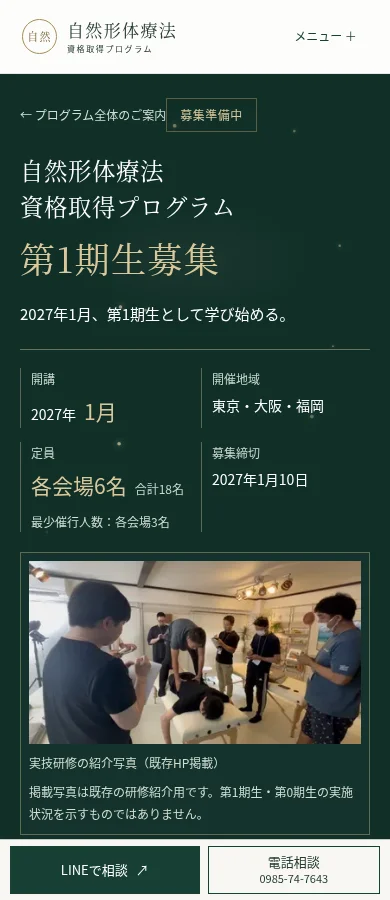 自然
自然形体療法
資格取得プログラム
メニュー ＋
← プログラム全体のご案内
募集準備中
自然形体療法
資格取得プログラム
第1期生募集
2027年1月、第1期生として学び始める。
開講
2027年 1月
開催地域
東京・大阪・福岡
定員
各会場6名 合計18名
最少催行人数：各会場3名
募集締切
2027年1月10日
実技研修の紹介写真（既存HP掲載）
掲載写真は既存の研修紹介用です。第1期生・第0期生の実施
状況を示すものではありません。
LINEで相談 ↗
電話相談
0985-74-7643